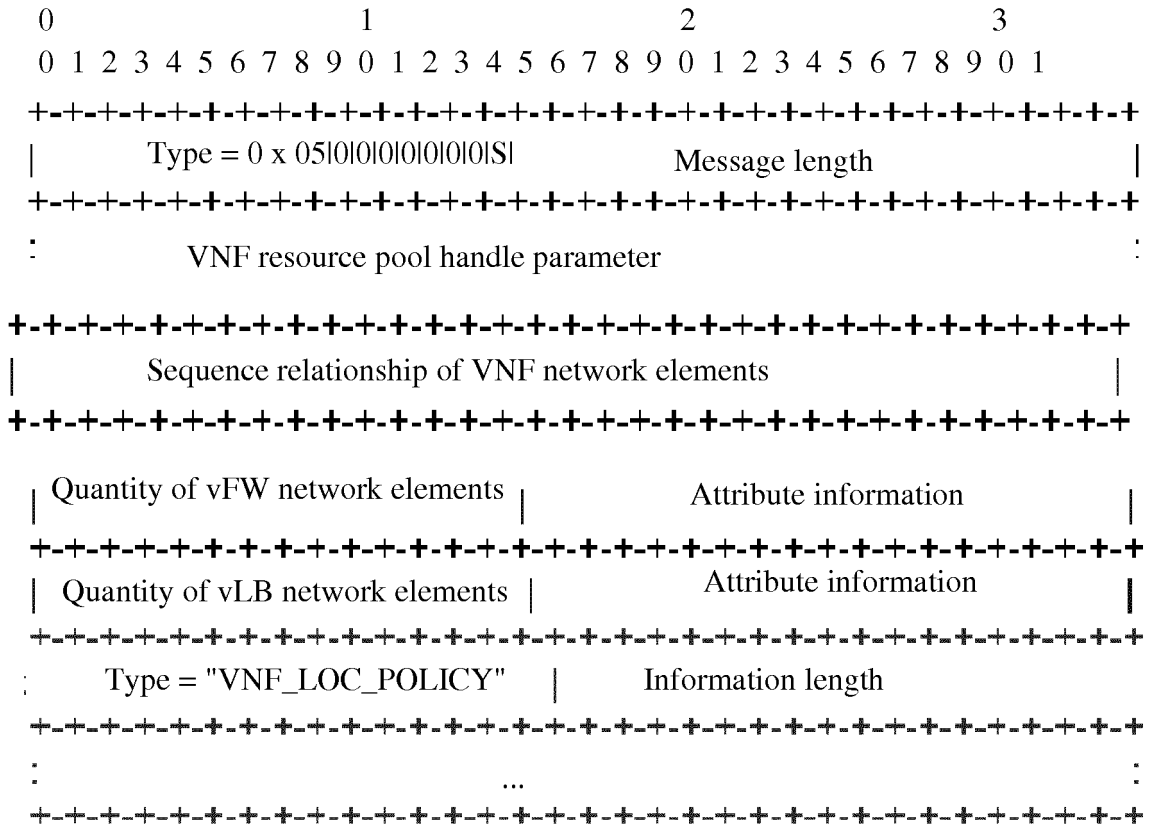 0 1 2 3
0 1 2 3 4 5 6 7 8 9 0 1 2 3 4 5 6 7 8 9 0 1 2 3 4 5 6 7 8 9 0 1
+-+-+-+-+-+-+-+-+-+-+-+-+-+-+-+-+-+-+-+-+-+-+-+-+-+-+-+-+-+-+-+-+
| Type = 0 x 05|0|0|0|0|0|0|0|S| Message length |
+-+-+-+-+-+-+-+-+-+-+-+-+-+-+-+-+-+-+-+-+-+-+-+-+-+-+-+-+-+-+-+-+
: VNF resource pool handle parameter :
+-+-+-+-+-+-+-+-+-+-+-+-+-+-+-+-+-+-+-+-+-+-+-+-+-+-+-+-+-+-+-+-+
| Sequence relationship of VNF network elements |
+-+-+-+-+-+-+-+-+-+-+-+-+-+-+-+-+-+-+-+-+-+-+-+-+-+-+-+-+-+-+-+-+
| Quantity of vFW network elements | Attribute information |
+-+-+-+-+-+-+-+-+-+-+-+-+-+-+-+-+-+-+-+-+-+-+-+-+-+-+-+-+-+-+-+-+
| Quantity of vLB network elements | Attribute information |
+-+-+-+-+-+-+-+-+-+-+-+-+-+-+-+-+-+-+-+-+-+-+-+-+-+-+-+-+-+-+-+-+
: Type = "VNF_LOC_POLICY" | Information length
+-+-+-+-+-+-+-+-+-+-+-+-+-+-+-+-+-+-+-+-+-+-+-+-+-+-+-+-+-+-+-+-+
: ... :
+-+-+-+-+-+-+-+-+-+-+-+-+-+-+-+-+-+-+-+-+-+-+-+-+-+-+-+-+-+-+-+-+